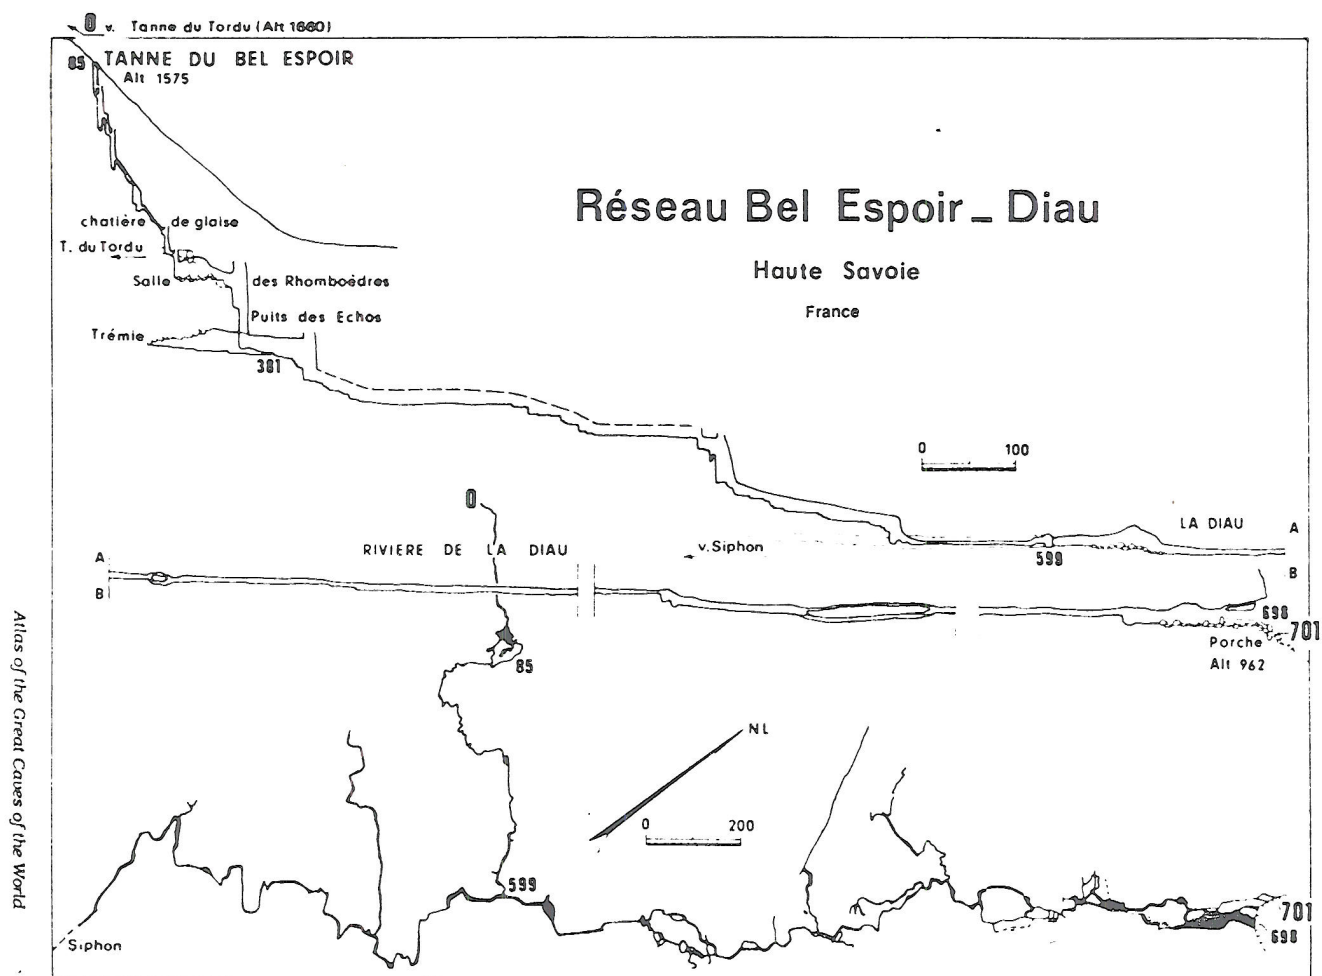 0 v. Tanne du Tordu (Alt 1660)
85 TANNE DU BEL ESPOIR
Alt 1575
Réseau Bel Espoir _ Diau
chatière de glaise
T. du Tordu
Haute Savoie
Salle des Rhomboèdres
France
Puits des Echos
Trémie
381
0 100
0
LA DIAU A
RIVIERE DE LA DIAU
v. Siphon
599
A
B
B
698
701
Porche
Alt 962
85
NL
0 200
599
701
698
Siphon
Atlas of the Great Caves of the World